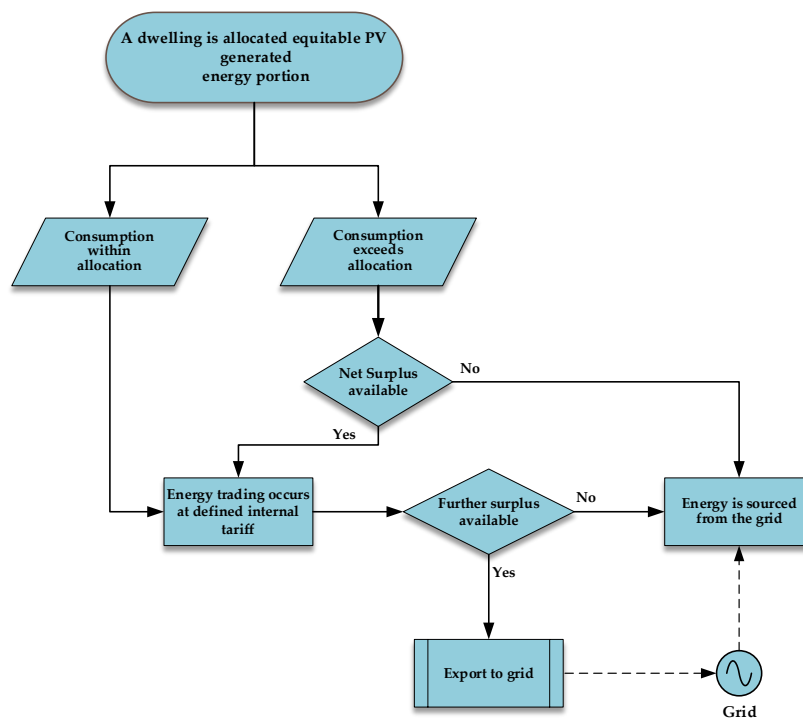 A dwelling is allocated equitable PV
generated
energy portion
Consumption
within
allocation
Consumption
exceeds
allocation
Net Surplus
available
No
Yes
Energy trading occurs
at defined internal
tariff
Further surplus
available
No
Energy is sourced
from the grid
Yes
Export to grid
Grid